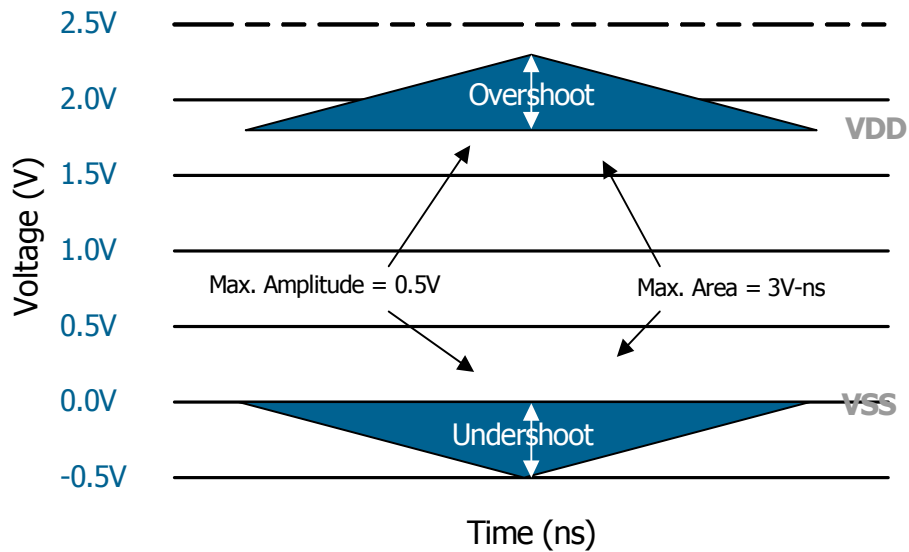 2.5V
Overshoot
2.0V
VDD
1.5V
Voltage (V)
1.0V
Max. Amplitude = 0.5V
Max. Area = 3V-ns
0.5V
0.0V
VSS
Undershoot
-0.5V
Time (ns)